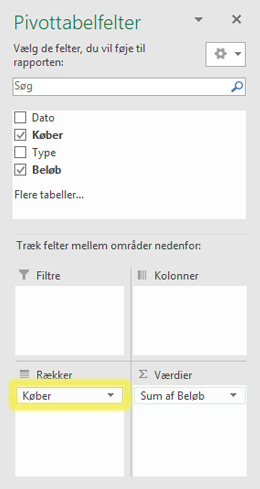 Pivottabelfelter
Vælg de felter, du vil føje til
rapporten:
Søg
Dato
Køber
Type
Beløb
Flere tabeller...
Træk felter mellem områder nedenfor:
Filtre
Kolonner
Rækker
Værdier
Køber
Sum af Beløb